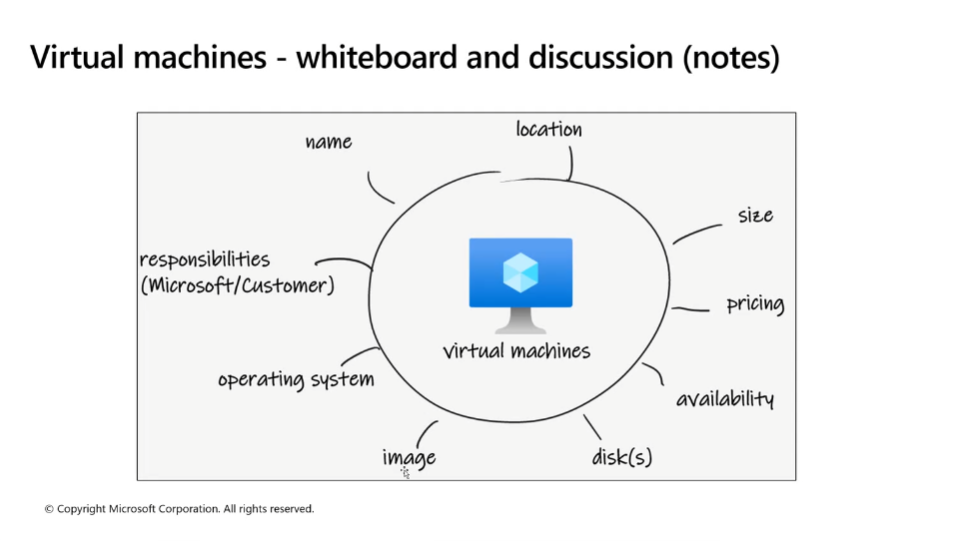 Virtual machines - whiteboard and discussion (notes)
name
location
size
responsibilities
(Microsoft/Customer)
pricing
virtual machines
operating system
availability
image
disk(s)
© Copyright Microsoft Corporation. All rights reserved.